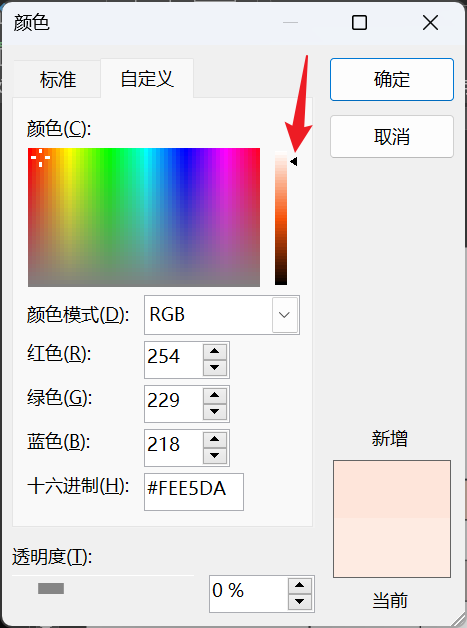 颜色
标准 自定义 确定
颜色(C): 取消
颜色模式(D): RGB
红色(R): 254
绿色(G): 229
蓝色(B): 218
十六进制(H): #FEE5DA
新增
透明度(T): 0 %
当前